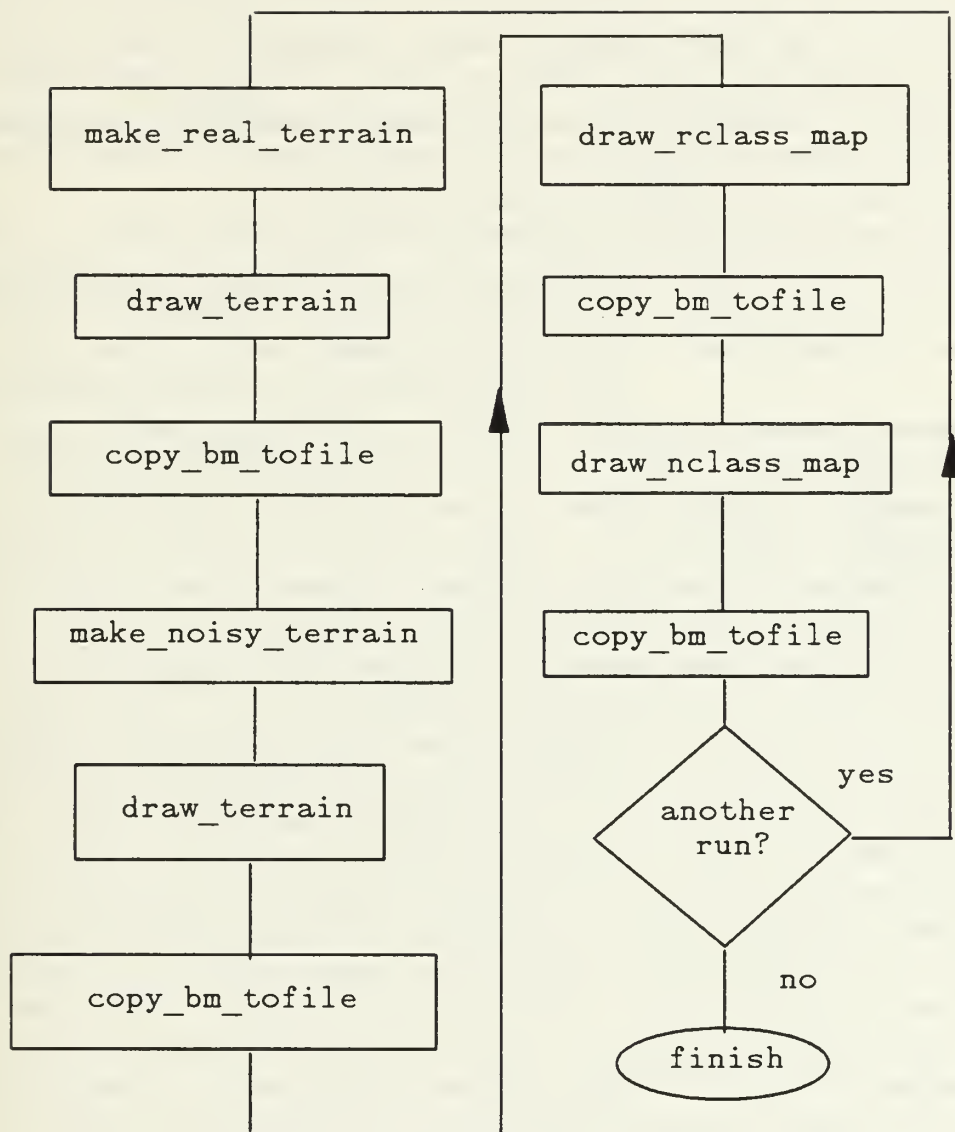 make_real_terrain
draw_terrain
copy_bm_tofile
make_noisy_terrain
draw_terrain
copy_bm_tofile
draw_rclass_map
copy_bm_tofile
draw_nclass_map
copy_bm_tofile
another
run?
yes
no
finish